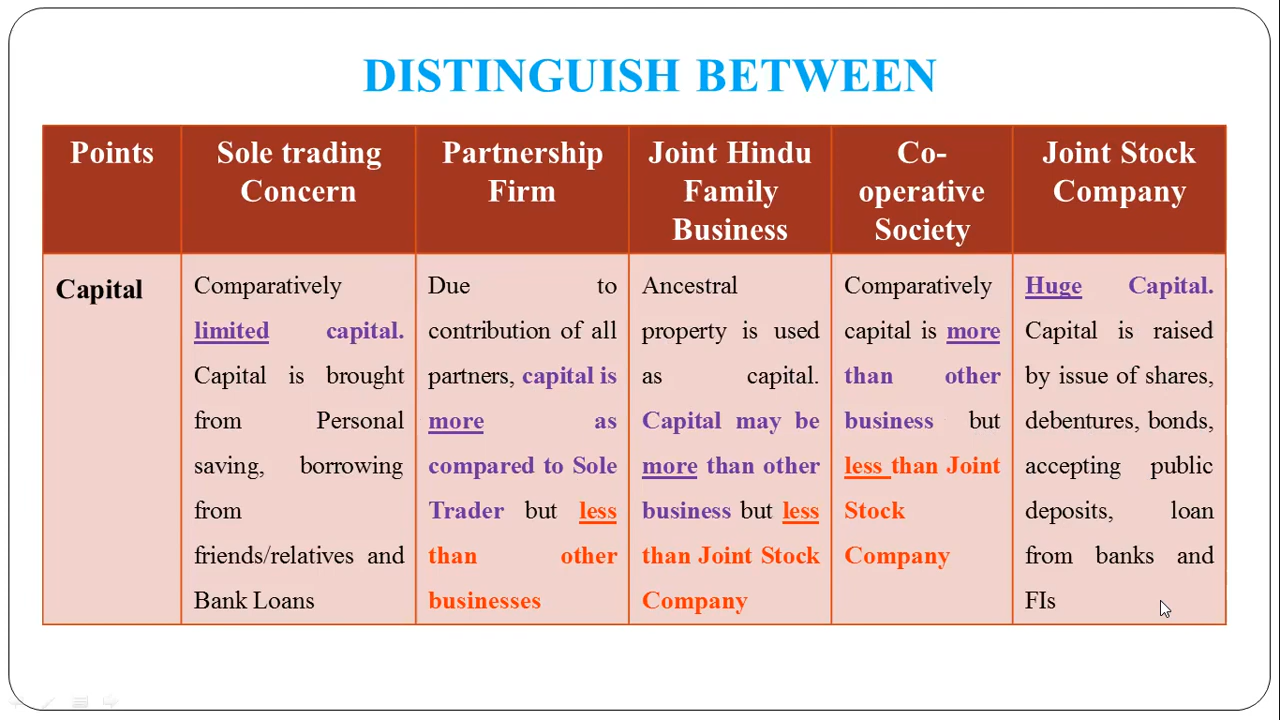 DISTINGUISH BETWEEN
Points
Sole trading
Concern
Partnership
Firm
Joint Hindu
Family
Business
Co-
operative
Society
Joint Stock
Company
Capital
Comparatively
limited capital.
Capital is brought
from Personal
saving, borrowing
from
friends/relatives and
Bank Loans
Due to
contribution of all
partners, capital is
more as
compared to Sole
Trader but less
than other
businesses
Ancestral
property is used
as capital.
Capital may be
more than other
business but less
than Joint Stock
Company
Comparatively
capital is more
than other
business but
less than Joint
Stock
Company
Huge Capital.
Capital is raised
by issue of shares,
debentures, bonds,
accepting public
deposits, loan
from banks and
FIs